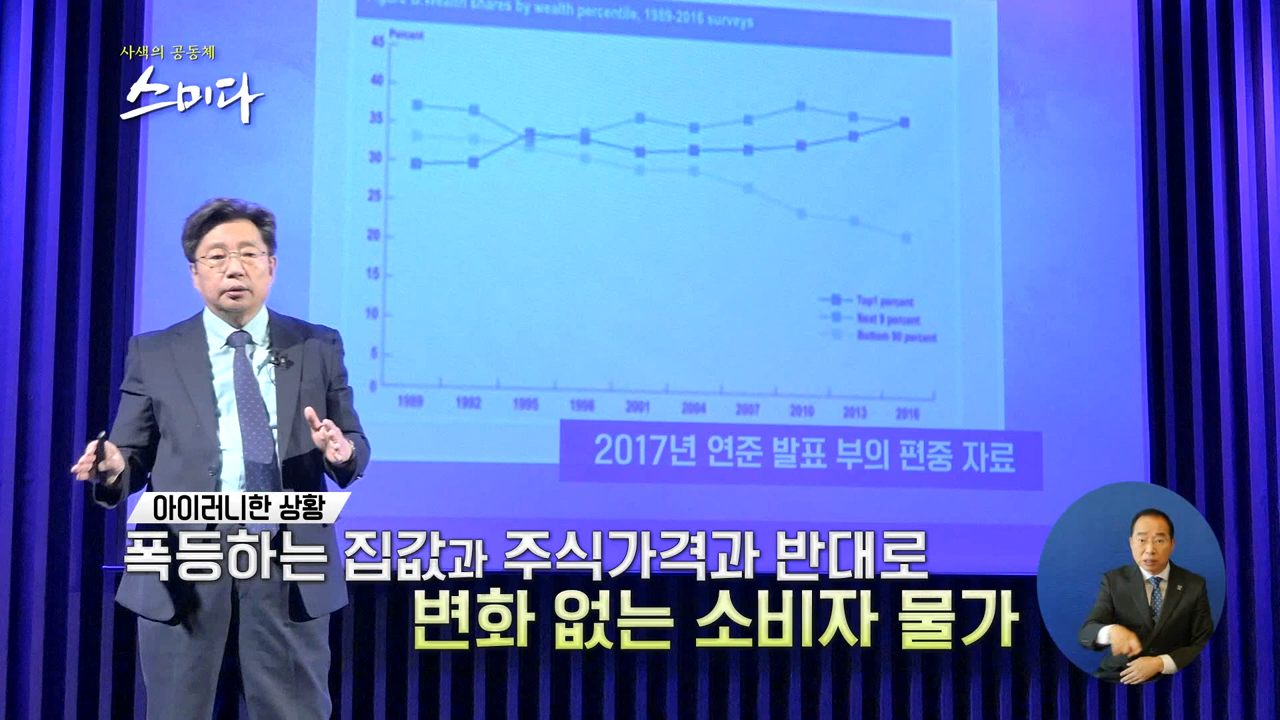 사색의 공동체
스미다
Figure B.Wealth shares by wealth percentile, 1989-2016 surveys
Percent
45
40
35
30
25
20
15
10
5
0
1989 1992 1995 1998 2001 2004 2007 2010 2013 2016
Top1 percent
Next 9 percent
Bottom 90 percent
2017년 연준 발표 부의 편중 자료
아이러니한 상황
폭등하는 집값과 주식가격과 반대로
변화 없는 소비자 물가